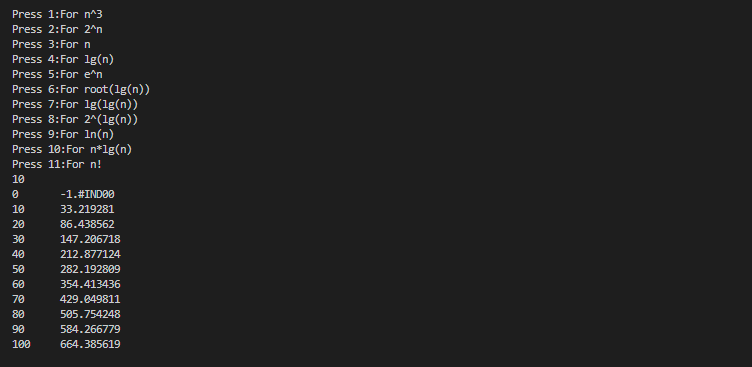 Press 1:For n^3
Press 2:For 2^n
Press 3:For n
Press 4:For lg(n)
Press 5:For e^n
Press 6:For root(lg(n))
Press 7:For lg(lg(n))
Press 8:For 2^(lg(n))
Press 9:For ln(n)
Press 10:For n*lg(n)
Press 11:For n!
10
0 -1.#IND00
10 33.219281
20 86.438562
30 147.206718
40 212.877124
50 282.192809
60 354.413436
70 429.049811
80 505.754248
90 584.266779
100 664.385619